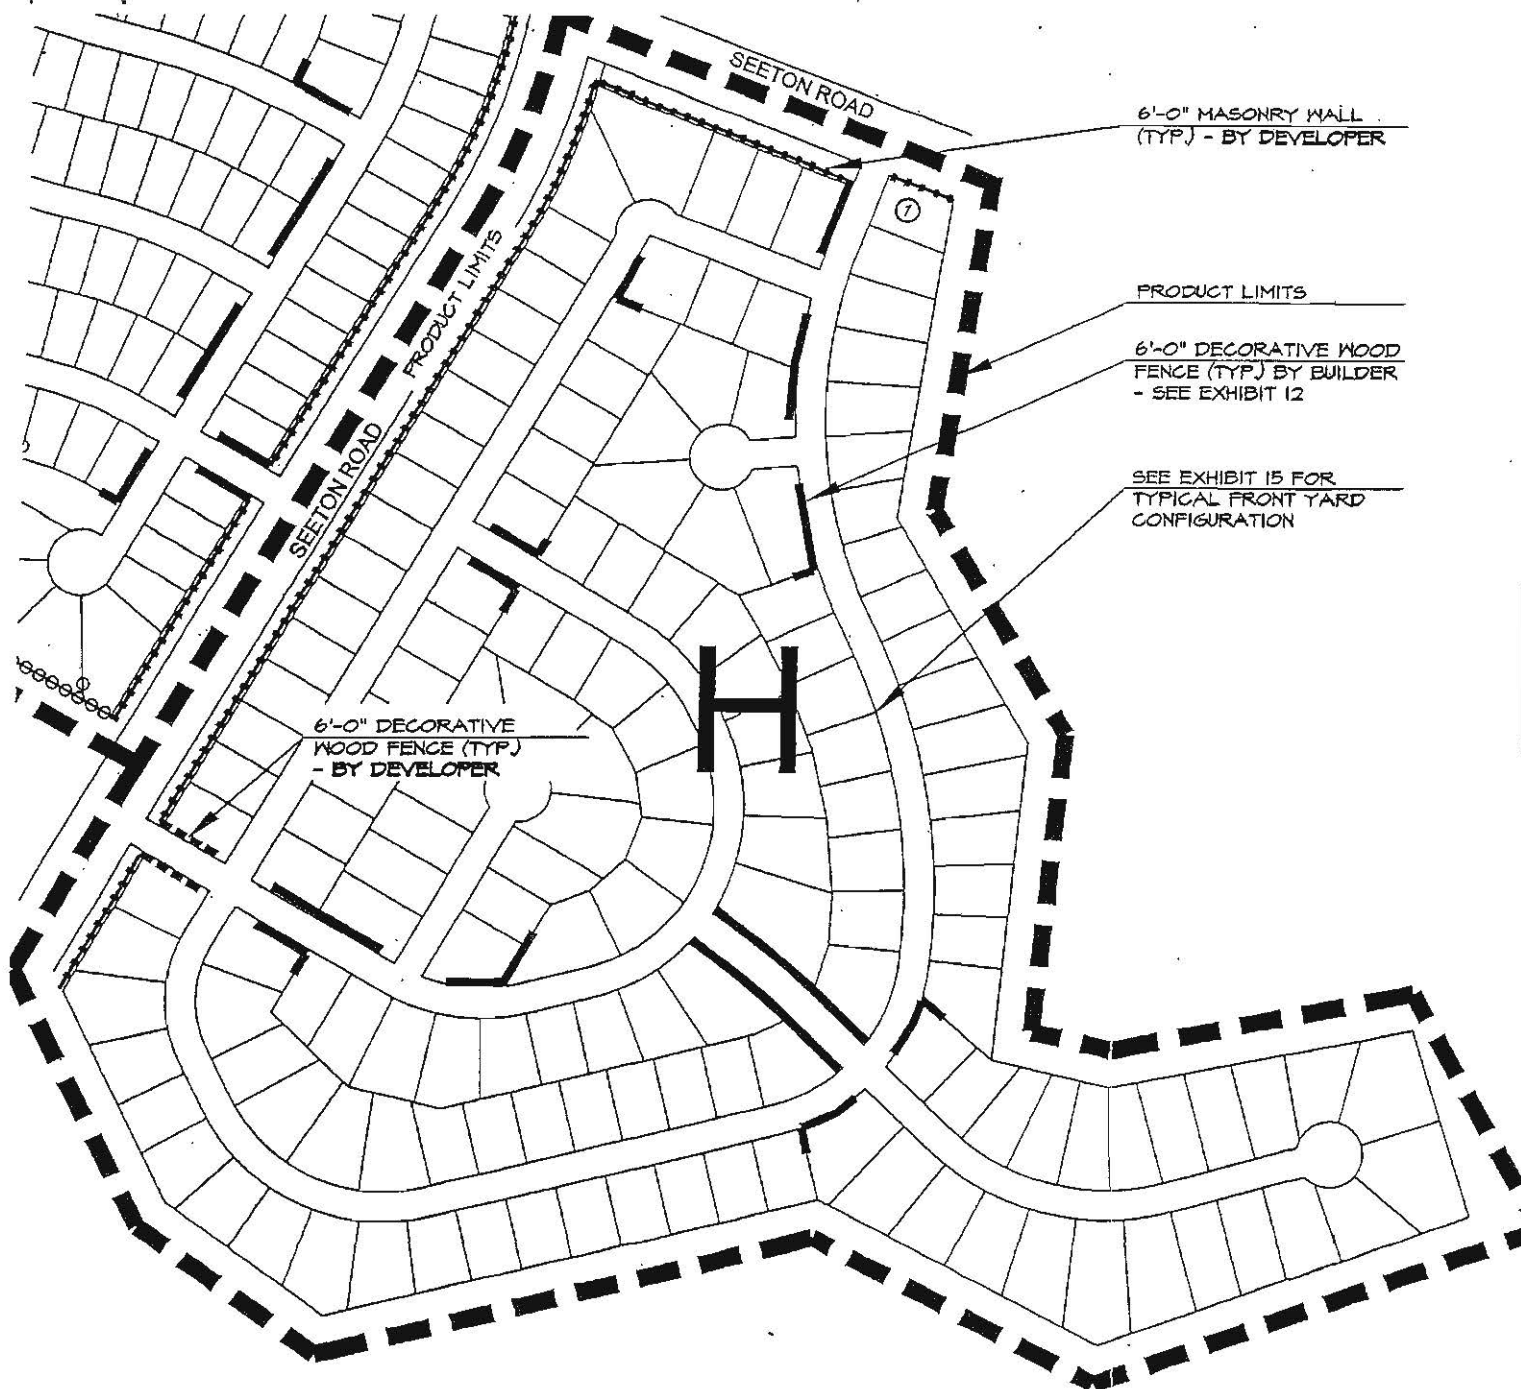 SEETON ROAD
6'-0" MASONRY WALL
(TYP.) - BY DEVELOPER
1
PRODUCT LIMITS
PRODUCT LIMITS
6'-0" DECORATIVE WOOD
FENCE (TYP.) BY BUILDER
- SEE EXHIBIT 12
SEETON ROAD
SEE EXHIBIT 15 FOR
TYPICAL FRONT YARD
CONFIGURATION
H
6'-0" DECORATIVE
WOOD FENCE (TYP.)
- BY DEVELOPER